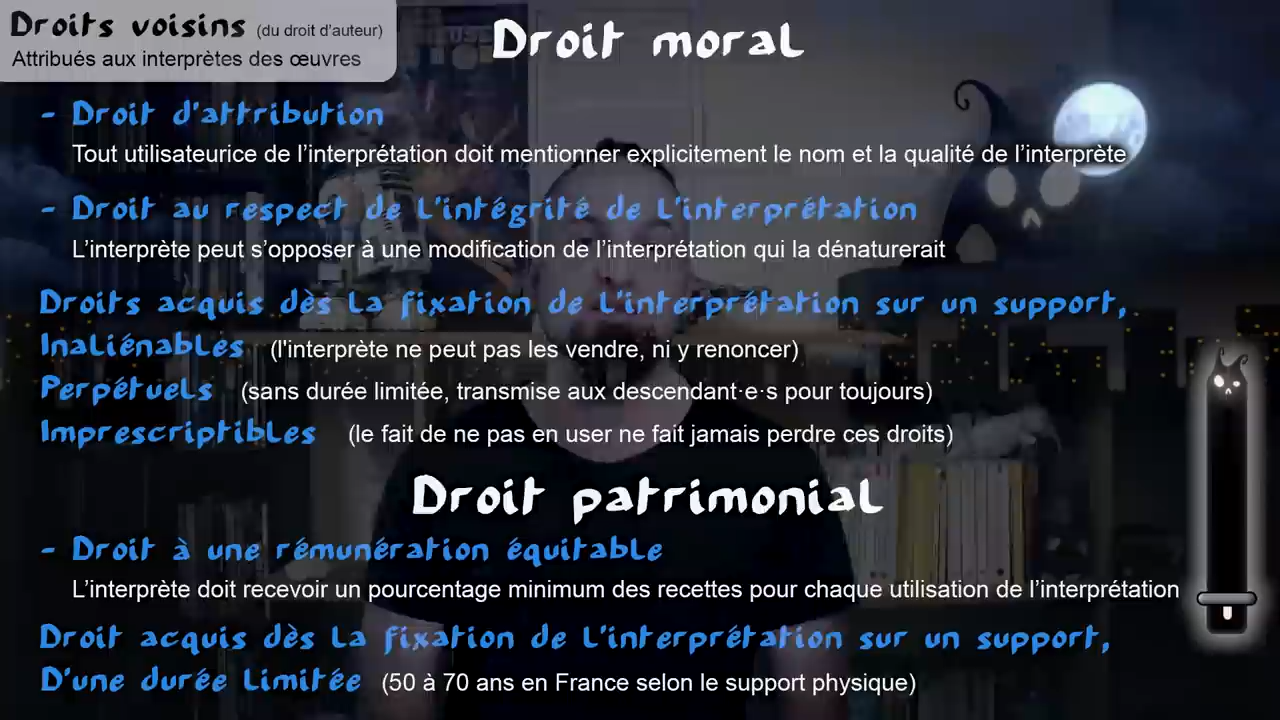 Droits voisins (du droit d’auteur)
Attribués aux interprètes des œuvres
Droit moral
- Droit d'attribution
Tout utilisateurice de l’interprétation doit mentionner explicitement le nom et la qualité de l’interprète
- Droit au respect de l'intégrité de l'interprétation
L’interprète peut s’opposer à une modification de l’interprétation qui la dénaturerait
Droits acquis dès la fixation de l'interprétation sur un support,
Inaliénables (l'interprète ne peut pas les vendre, ni y renoncer)
Perpétuels (sans durée limitée, transmise aux descendant·e·s pour toujours)
Imprescriptibles (le fait de ne pas en user ne fait jamais perdre ces droits)
Droit patrimonial
- Droit à une rémunération équitable
L’interprète doit recevoir un pourcentage minimum des recettes pour chaque utilisation de l’interprétation
Droit acquis dès la fixation de l'interprétation sur un support,
D'une durée limitée (50 à 70 ans en France selon le support physique)